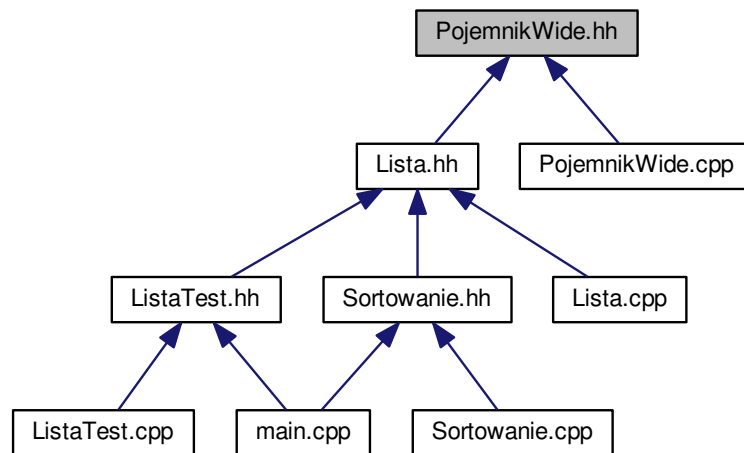 PojemnikWide.hh
Lista.hh
PojemnikWide.cpp
ListaTest.hh
Sortowanie.hh
Lista.cpp
ListaTest.cpp
main.cpp
Sortowanie.cpp